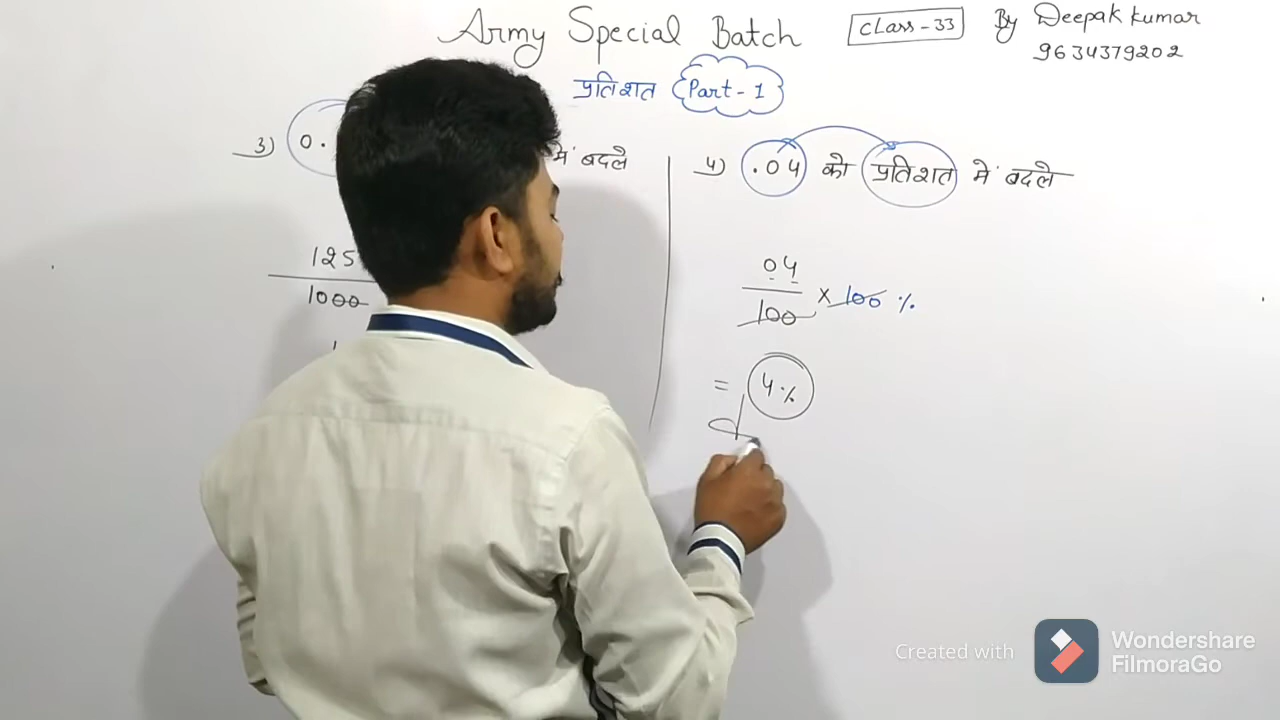 Army Special Batch CLass-33 By Deepak kumar
9634379202
प्रतिशत Part-1
3) 0. में बदले
125
1000
4) .04 को प्रतिशत में बदले
04
100 × 100 %
= 4%
Created with Wondershare FilmoraGo